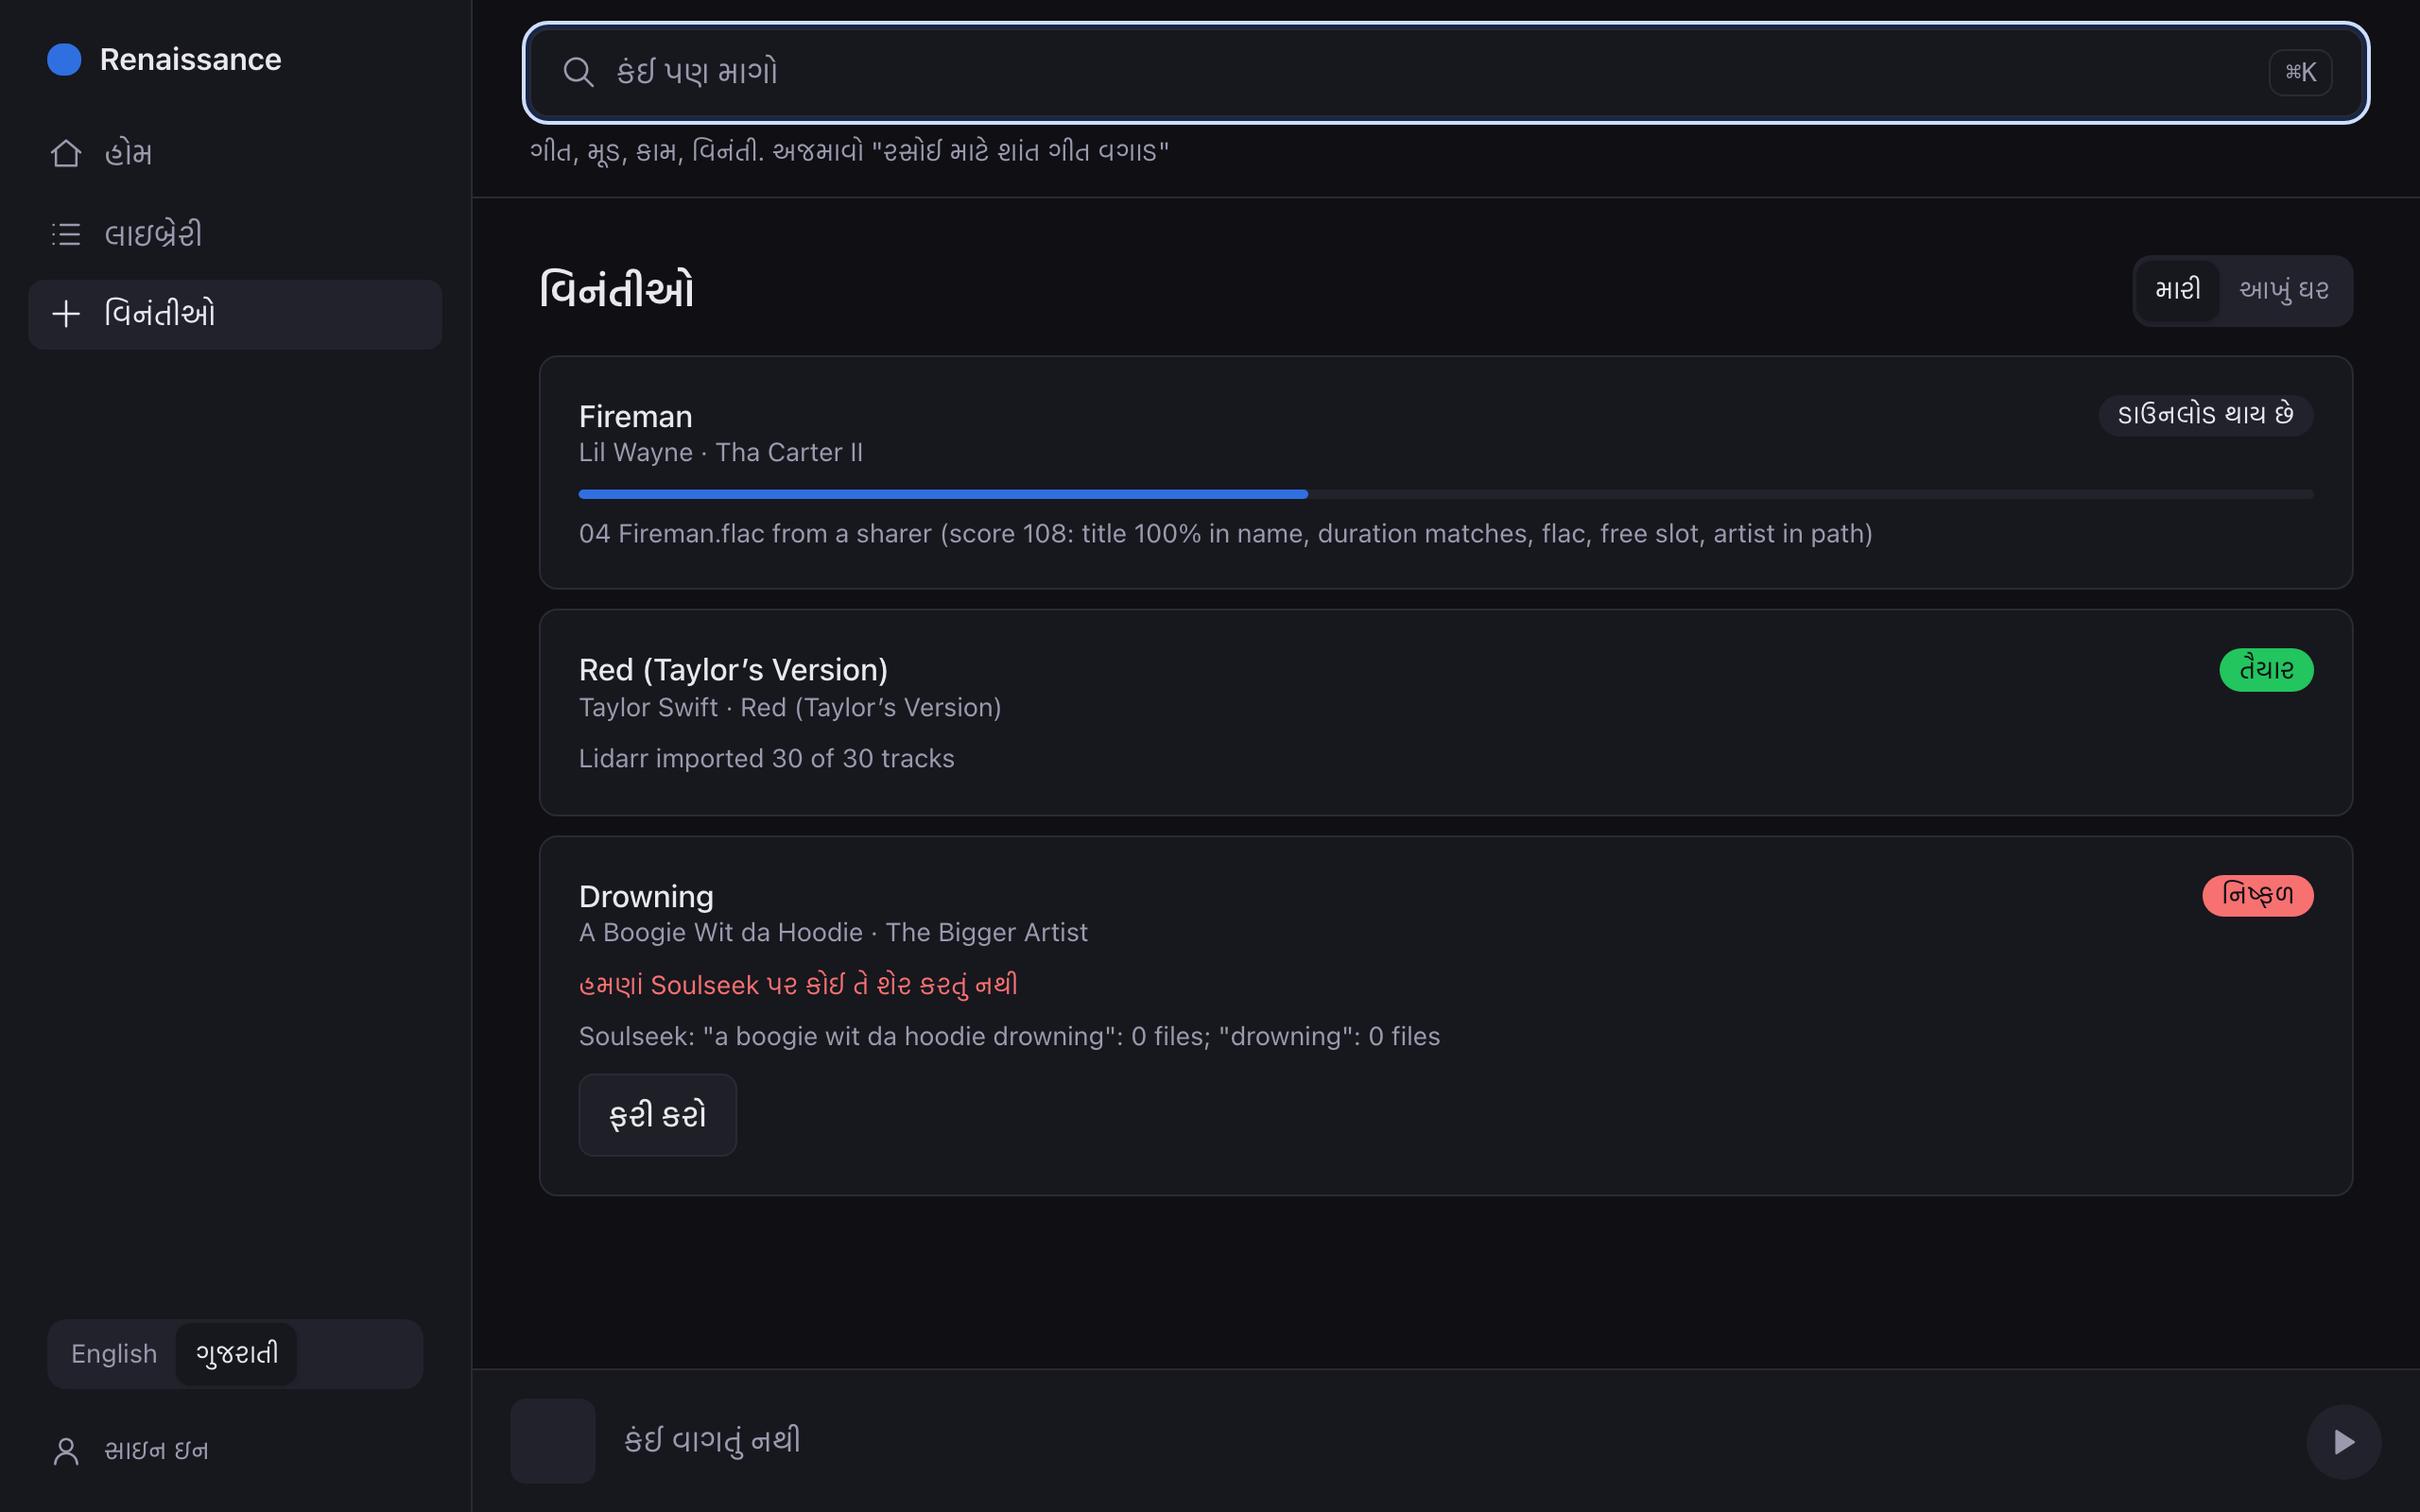 Renaissance
હોમ
લાઇબ્રેરી
વિનંતીઓ
English ગુજરાતી
સાઇન ઇન
કંઈ પણ માગો ⌘K
ગીત, મૂડ, કામ, વિનંતી. અજમાવો "રસોઈ માટે શાંત ગીત વગાડ"
વિનંતીઓ
મારી આખું ઘર
Fireman
ડાઉનલોડ થાય છે
Lil Wayne · Tha Carter II
04 Fireman.flac from a sharer (score 108: title 100% in name, duration matches, flac, free slot, artist in path)
Red (Taylor’s Version)
તૈયાર
Taylor Swift · Red (Taylor’s Version)
Lidarr imported 30 of 30 tracks
Drowning
નિષ્ફળ
A Boogie Wit da Hoodie · The Bigger Artist
હમણાં Soulseek પર કોઈ તે શેર કરતું નથી
Soulseek: "a boogie wit da hoodie drowning": 0 files; "drowning": 0 files
ફરી કરો
કંઈ વાગતું નથી